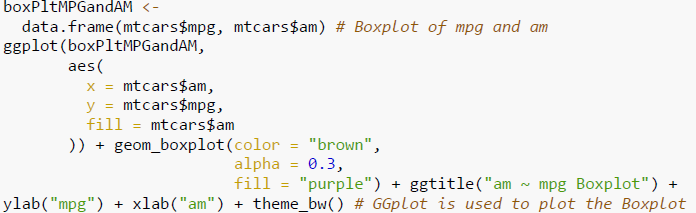 boxPltMPGandAM <-
  data.frame(mtcars$mpg, mtcars$am) # Boxplot of mpg and am
ggplot(boxPltMPGandAM,
       aes(
         x = mtcars$am,
         y = mtcars$mpg,
         fill = mtcars$am
       )) + geom_boxplot(color = "brown",
                         alpha = 0.3,
                         fill = "purple") + ggtitle("am ~ mpg Boxplot") +
ylab("mpg") + xlab("am") + theme_bw() # GGplot is used to plot the Boxplot